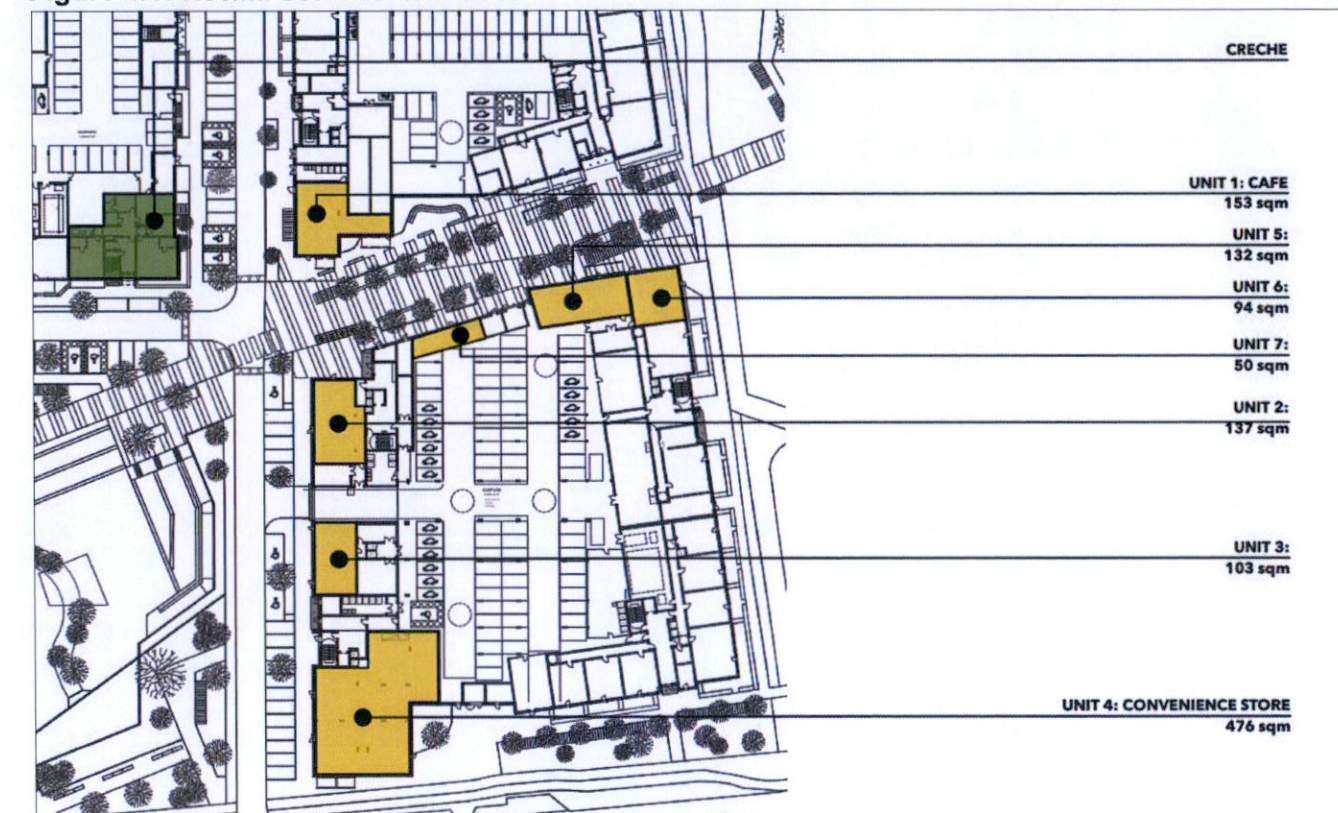 CRECHE
UNIT 1: CAFE
153 sqm
UNIT 5:
132 sqm
UNIT 6:
94 sqm
UNIT 7:
50 sqm
UNIT 2:
137 sqm
UNIT 3:
103 sqm
UNIT 4: CONVENIENCE STORE
476 sqm